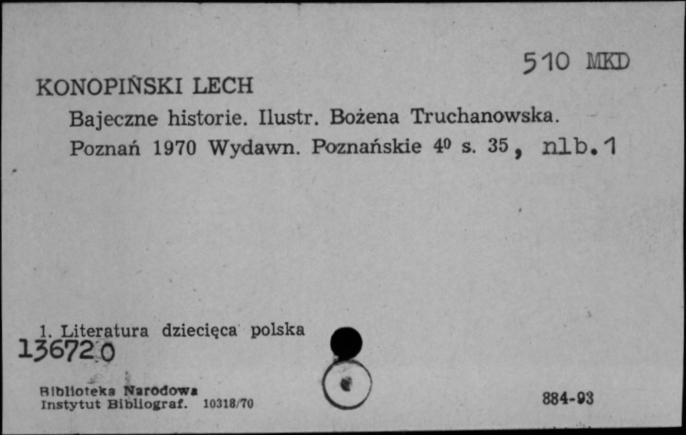 510 MKD
KONOPIŃSKI LECH
Bajeczne historie. Ilustr. Bożena Truchanowska.
Poznań 1970 Wydawn. Poznańskie 4⁰ s. 35, nlb. 1
1. Literatura dziecięca polska
136720
Biblioteka Narodowa
Instytut Bibliograf. 10318/70
884-93